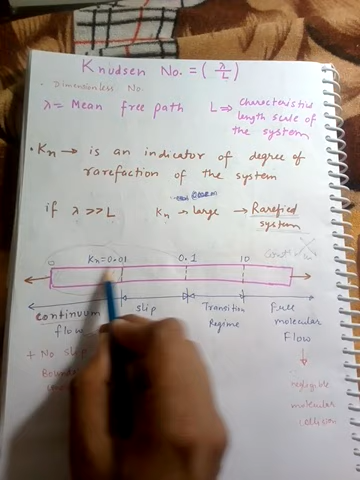 Knudsen No. = (λ/L)
• Dimensionless No.
λ = Mean free path L ⇒ Characteristics
length scale of
the system
• Kn → is an indicator of degree of
rarefaction of the system
if λ >> L Kn → large → Rarefied
system
0 Kn=0.01 0.1 10
continuum slip Transition Free
flow Regime molecular
Flow
+ No slip
negligible
molecular
collision